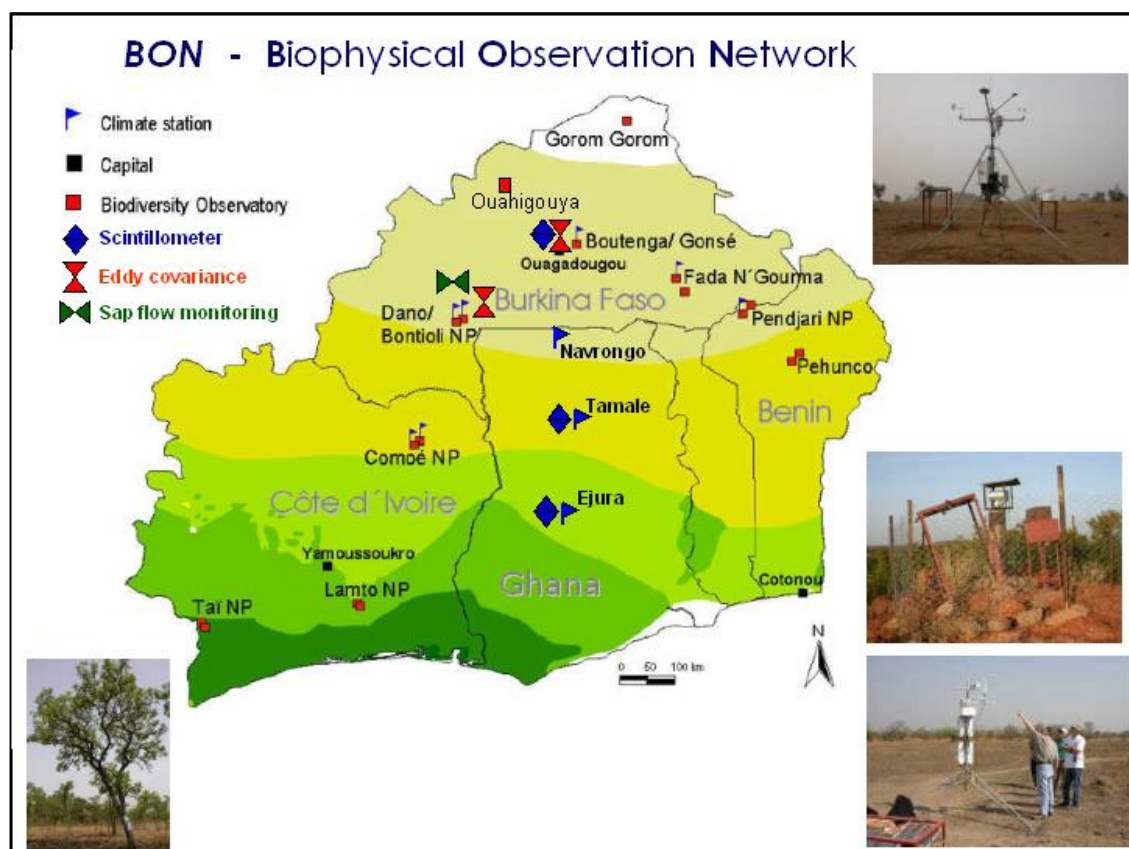 BON - Biophysical Observation Network
Climate station
Capital
Biodiversity Observatory
Scintillometer
Eddy covariance
Sap flow monitoring
Gorom Gorom
Ouahigouya
Boutenga/ Gonsé
Ouagadougou
Fada N´Gourma
Burkina Faso
Dano/
Bontioli NP
Pendjari NP
Navrongo
Pehunco
Tamale
Benin
Comoé NP
Ejura
Côte d´Ivoire
Yamoussoukro
Ghana
Cotonou
Lamto NP
Taï NP
N
0 50 100 km